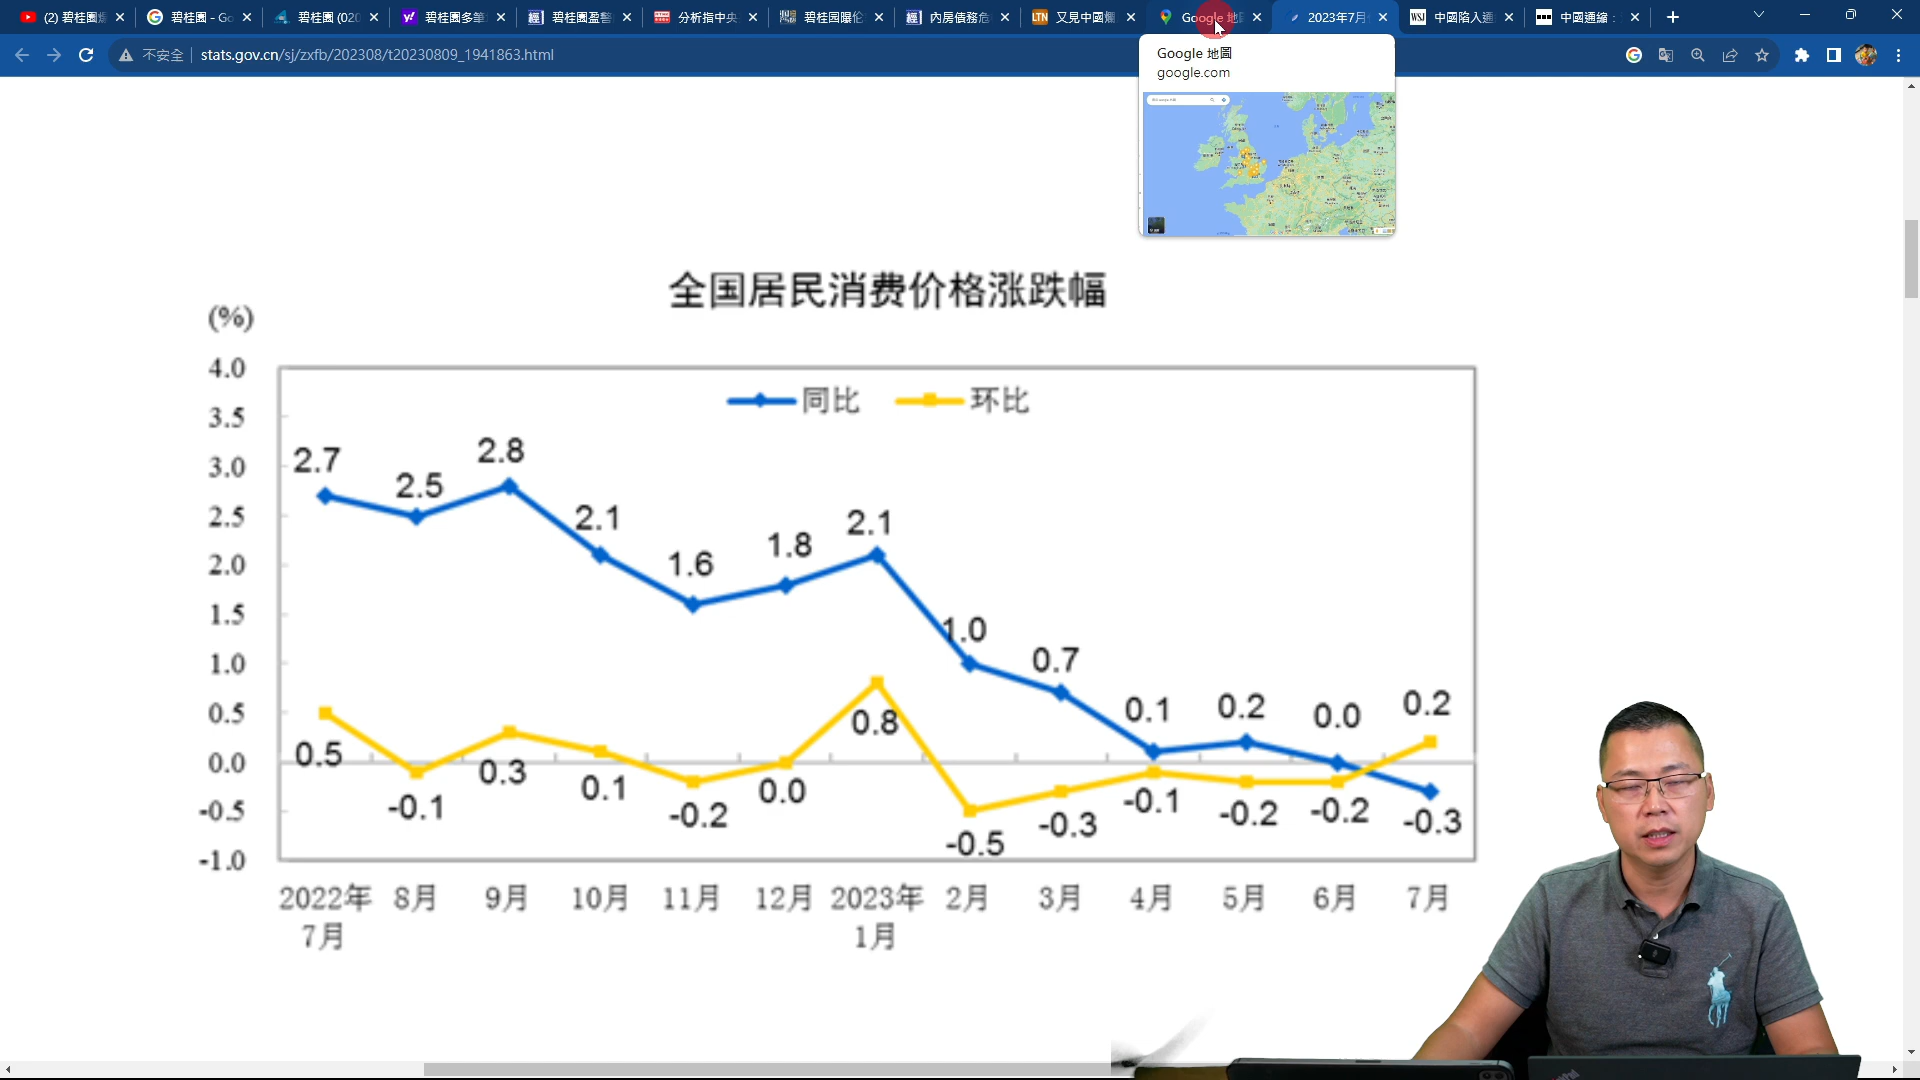 (2) 碧桂園
碧桂園 - Go
碧桂園 (020
碧桂園多筆
碧桂園盈
分析指中央
碧桂园曝
內房債務危
LTN 又見中國爛
Google 地
2023年7月
WSJ 中國陷入通
中國通縮：
不安全 stats.gov.cn/sj/zxfb/202308/t20230809_1941863.html
Google 地圖
google.com
全国居民消费价格涨跌幅
(%)
同比 环比
4.0
3.5
3.0
2.5
2.0
1.5
1.0
0.5
0.0
-0.5
-1.0
2.7 2.5 2.8 2.1 1.6 1.8 2.1 1.0 0.7 0.1 0.2 0.0 -0.3
0.5 -0.1 0.3 0.1 -0.2 0.0 0.8 -0.5 -0.3 -0.1 -0.2 -0.2 0.2
2022年 8月 9月 10月 11月 12月 2023年 2月 3月 4月 5月 6月 7月
7月 1月